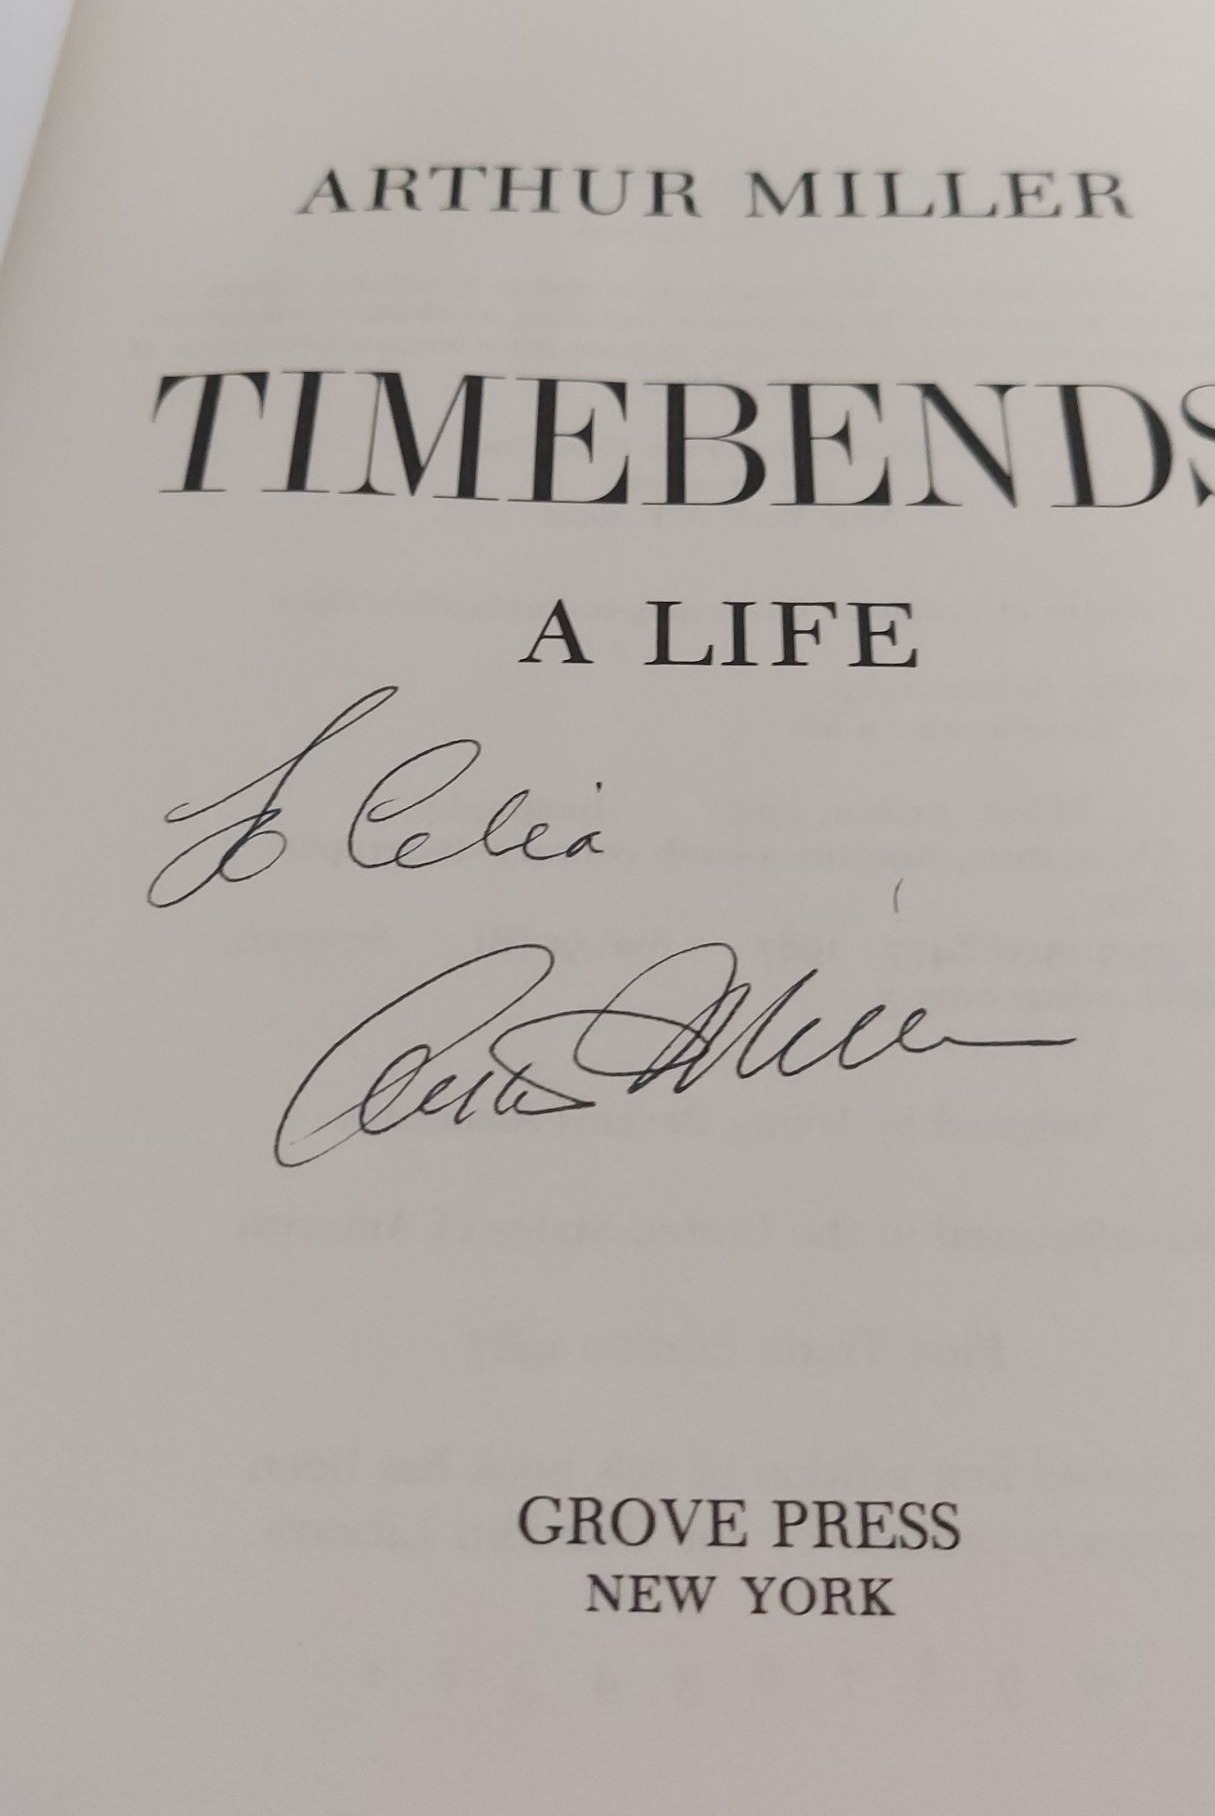 ARTHUR MILLER
TIMEBENDS
A LIFE
To Celia
Arthur Miller
GROVE PRESS
NEW YORK